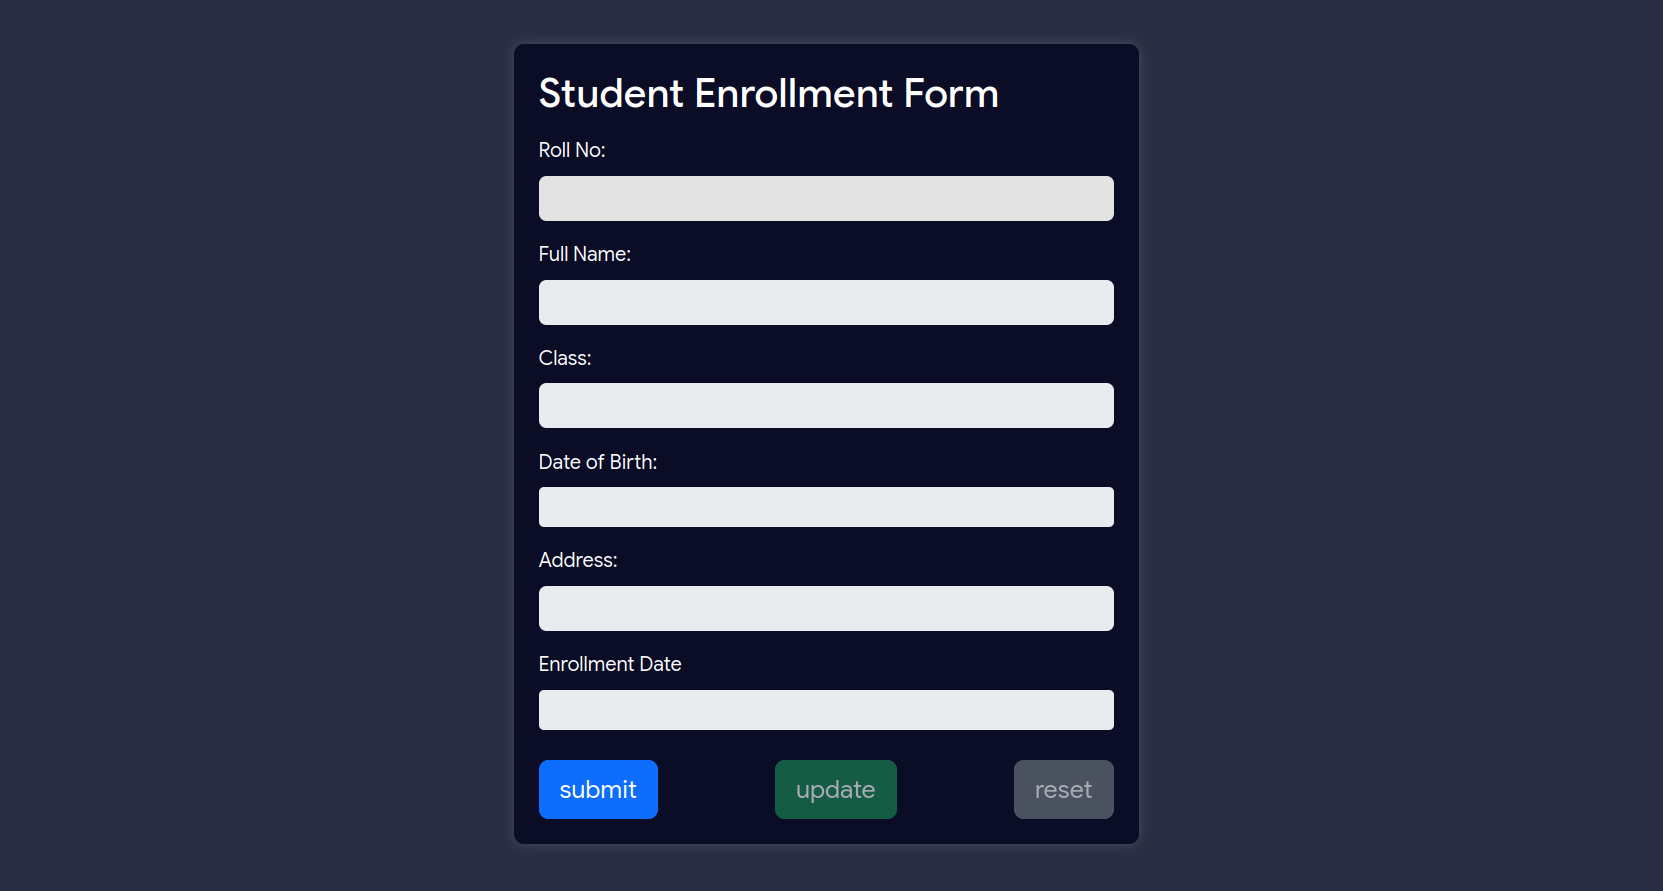 Student Enrollment Form
Roll No:
Full Name:
Class:
Date of Birth:
Address:
Enrollment Date
submit update reset